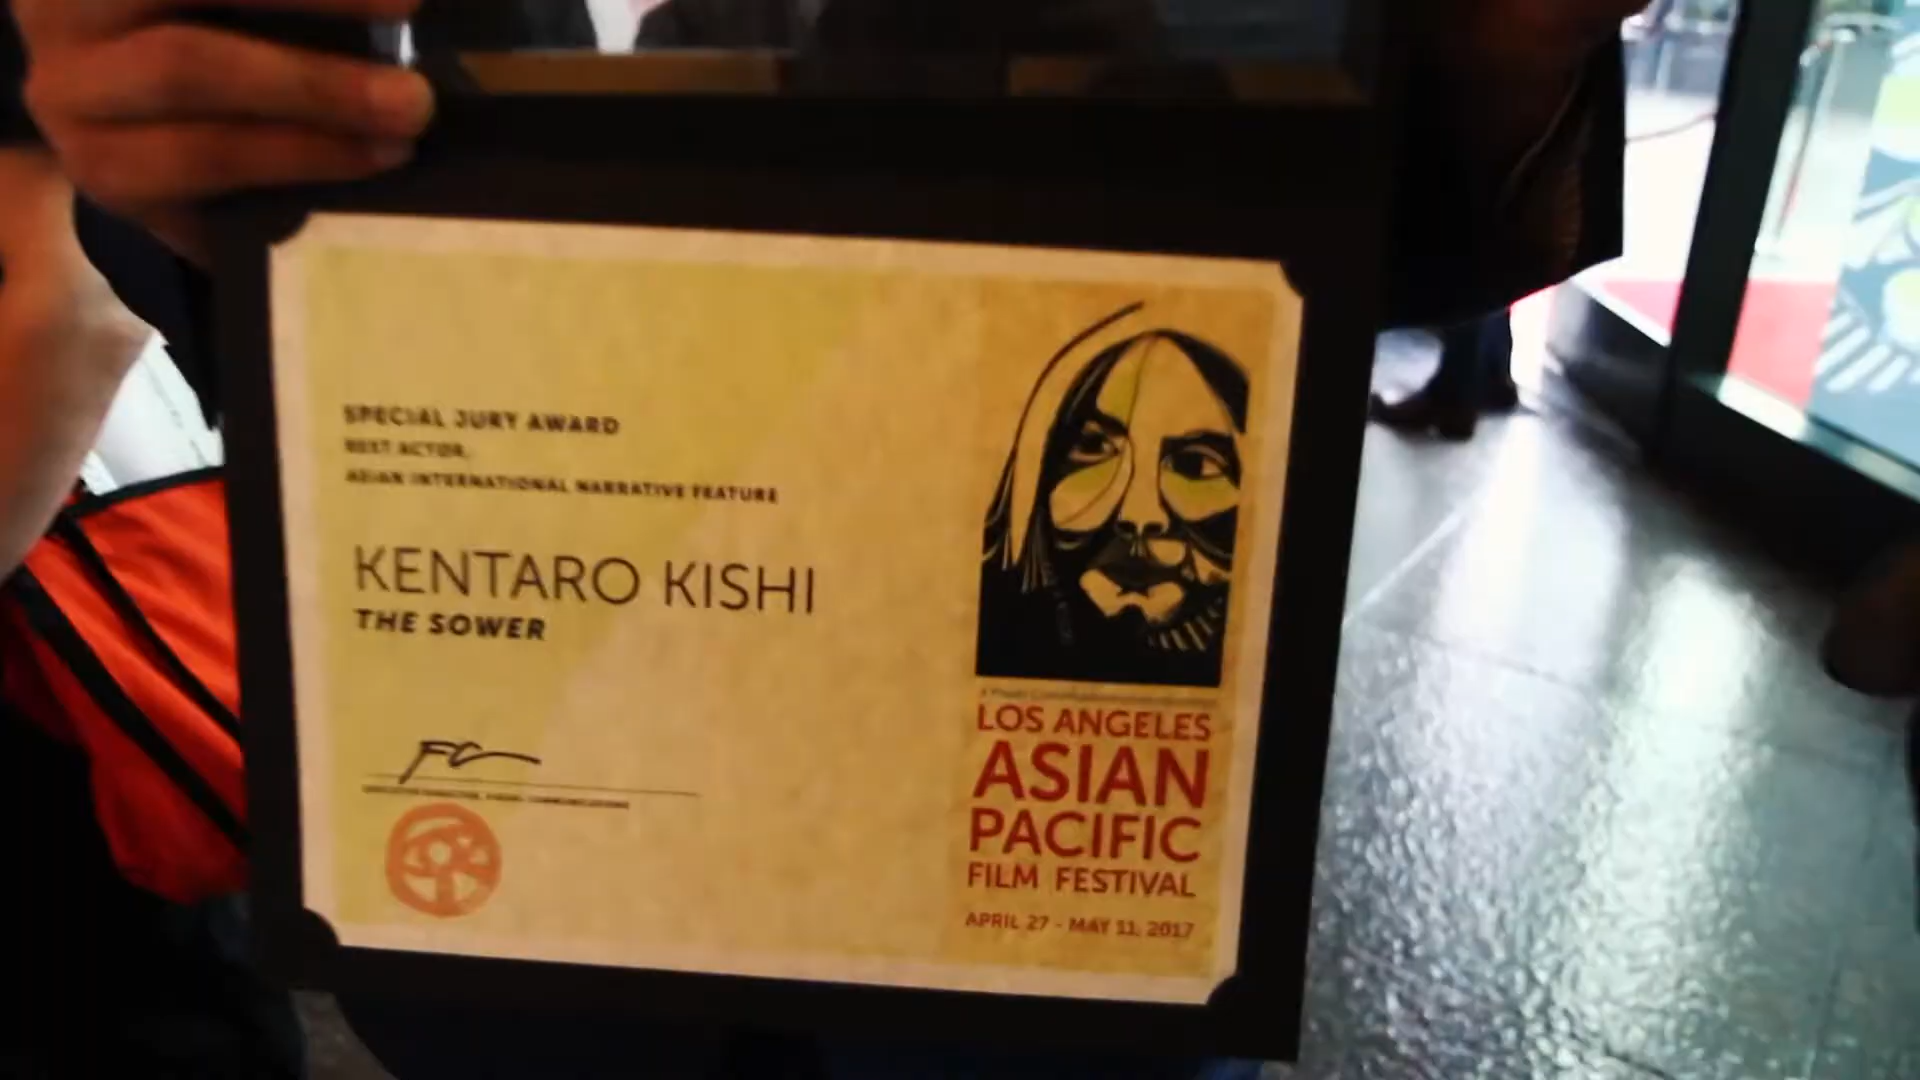 SPECIAL JURY AWARD
BEST ACTOR,
ASIAN INTERNATIONAL NARRATIVE FEATURE
KENTARO KISHI
THE SOWER
LOS ANGELES
ASIAN
PACIFIC
FILM FESTIVAL
APRIL 27 - MAY 11, 2017